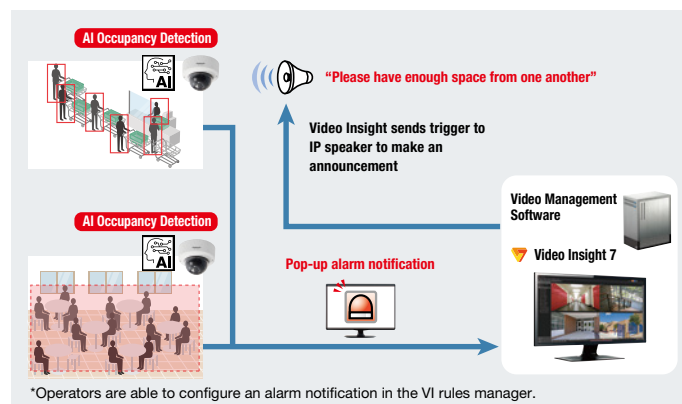 AI Occupancy Detection
AI
“Please have enough space from one another”
Video Insight sends trigger to
IP speaker to make an
announcement
AI Occupancy Detection
AI
Video Management
Software
Video Insight 7
Pop-up alarm notification
*Operators are able to configure an alarm notification in the VI rules manager.